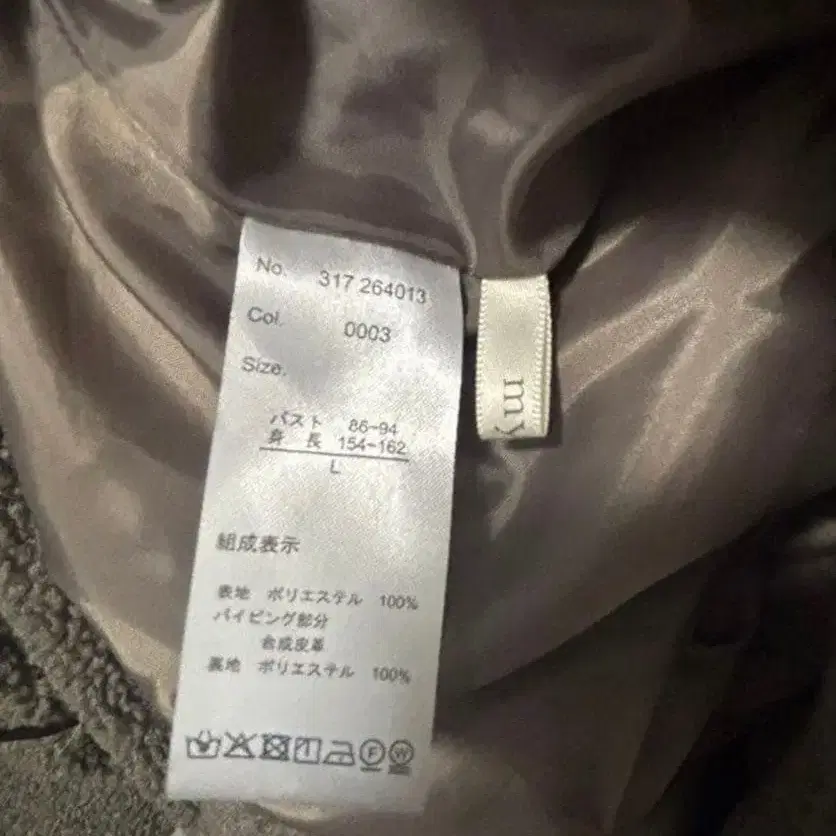 No. 317 264013
Col. 0003
Size.
バスト 86-94
身長 154-162
L
組成表示
表地 ポリエステル 100%
パイピング部分
合成皮革
裏地 ポリエステル 100%
F W
my